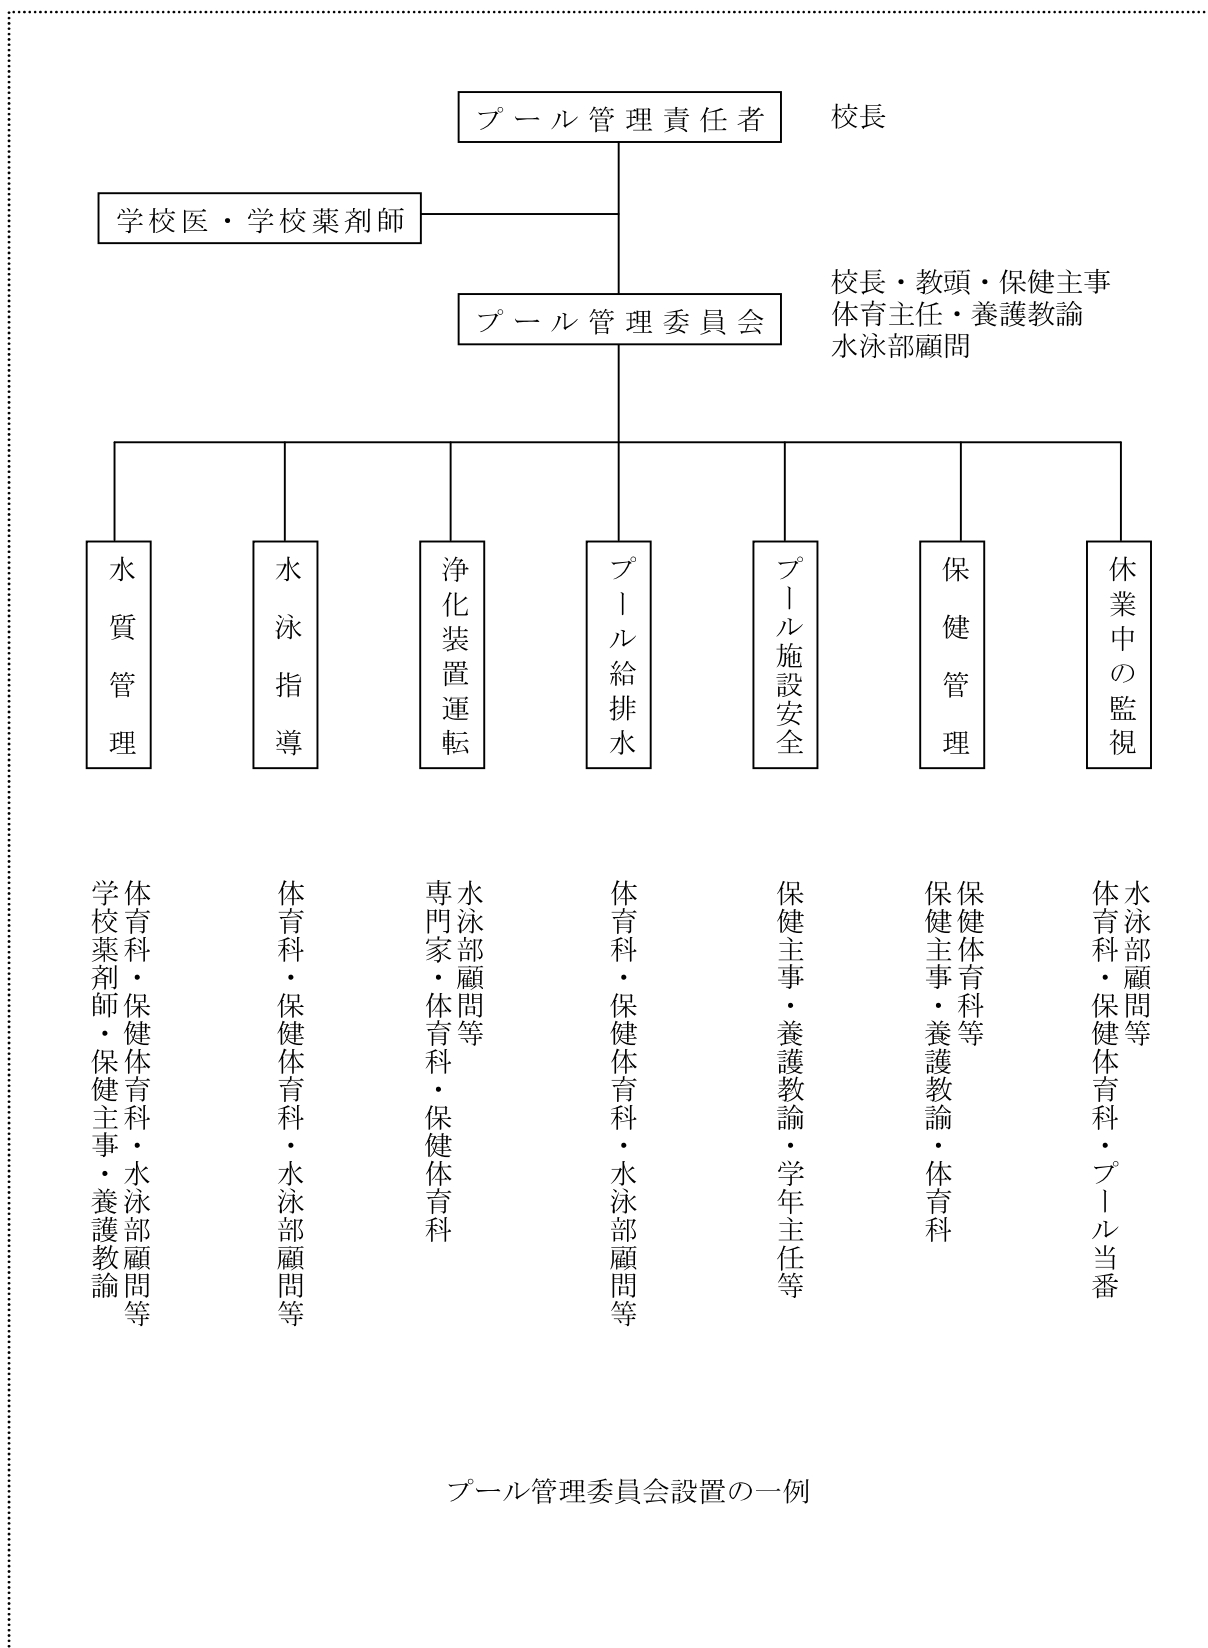 プール管理責任者
校長
学校医・学校薬剤師
プール管理委員会
校長・教頭・保健主事
体育主任・養護教諭
水泳部顧問
水質管理
水泳指導
浄化装置運転
プール給排水
プール施設安全
保健管理
休業中の監視
学校薬剤師・保健主事・養護教諭
体育科・保健体育科・水泳部顧問等
体育科・保健体育科・水泳部顧問等
専門家・体育科・保健体育科
水泳部顧問等
体育科・保健体育科・水泳部顧問等
保健主事・養護教諭・学年主任等
保健主事・養護教諭・体育科
保健体育科等
体育科・保健体育科・プール当番
水泳部顧問等
プール管理委員会設置の一例